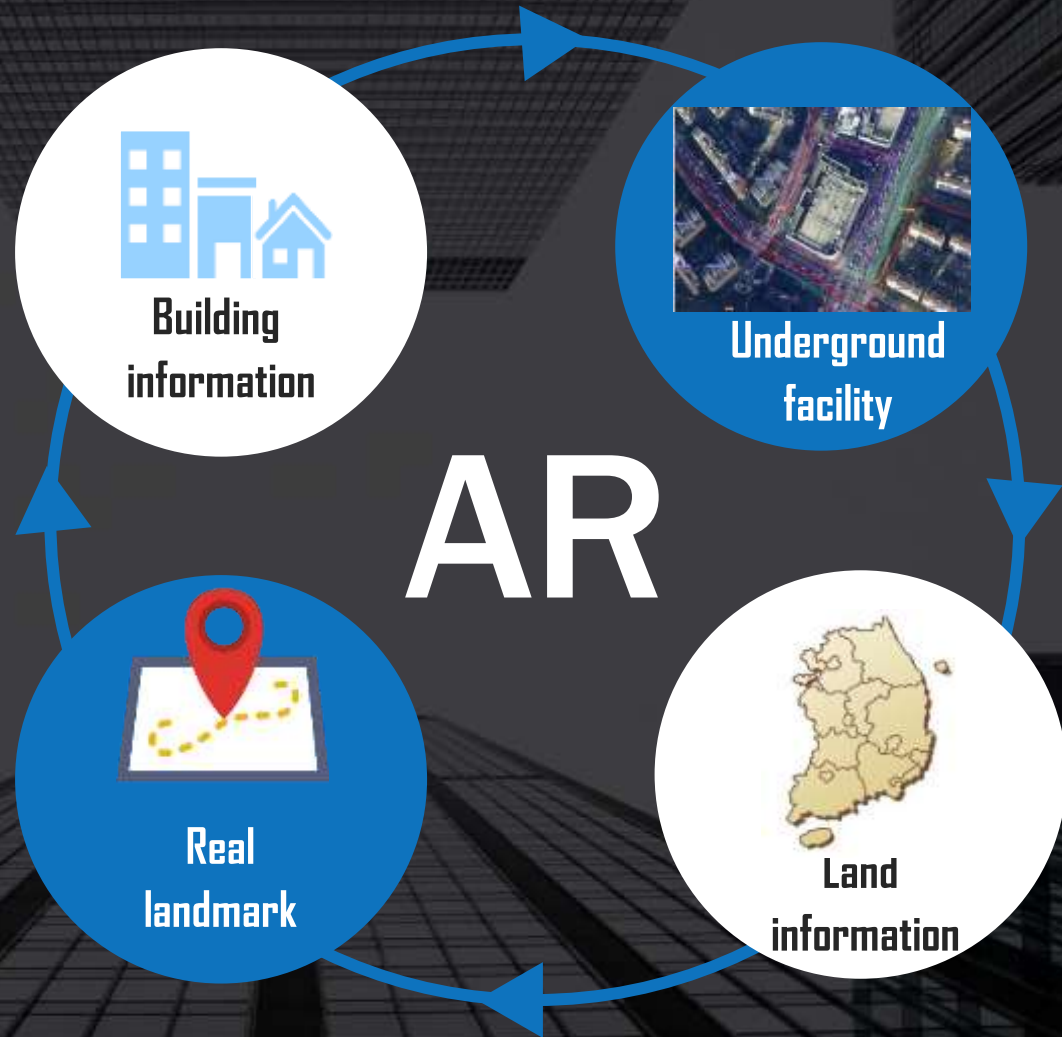 Building
information
Underground
facility
AR
Real
landmark
Land
information